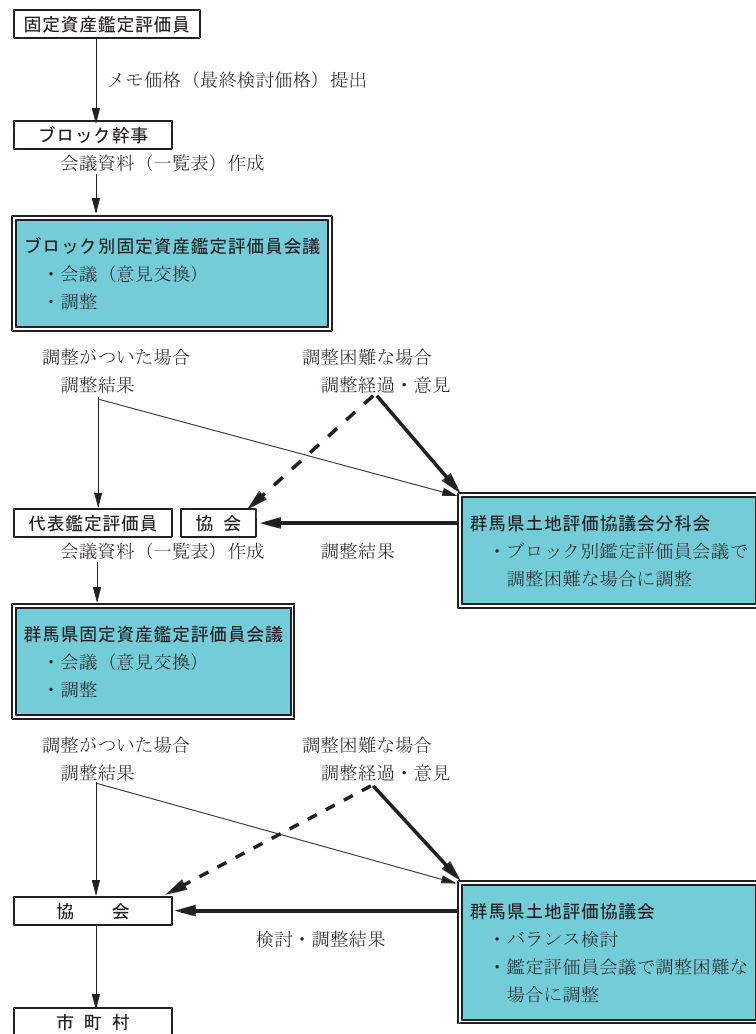 固定資産鑑定評価員
メモ価格（最終検討価格）提出
ブロック幹事
会議資料（一覧表）作成
ブロック別固定資産鑑定評価員会議
・会議（意見交換）
・調整
調整がついた場合
調整結果
調整困難な場合
調整経過・意見
代表鑑定評価員
協 会
会議資料（一覧表）作成
調整結果
群馬県土地評価協議会分科会
・ブロック別鑑定評価員会議で
調整困難な場合に調整
群馬県固定資産鑑定評価員会議
・会議（意見交換）
・調整
調整がついた場合
調整結果
調整困難な場合
調整経過・意見
協　　会
検討・調整結果
群馬県土地評価協議会
・バランス検討
・鑑定評価員会議で調整困難な
場合に調整
市 町 村